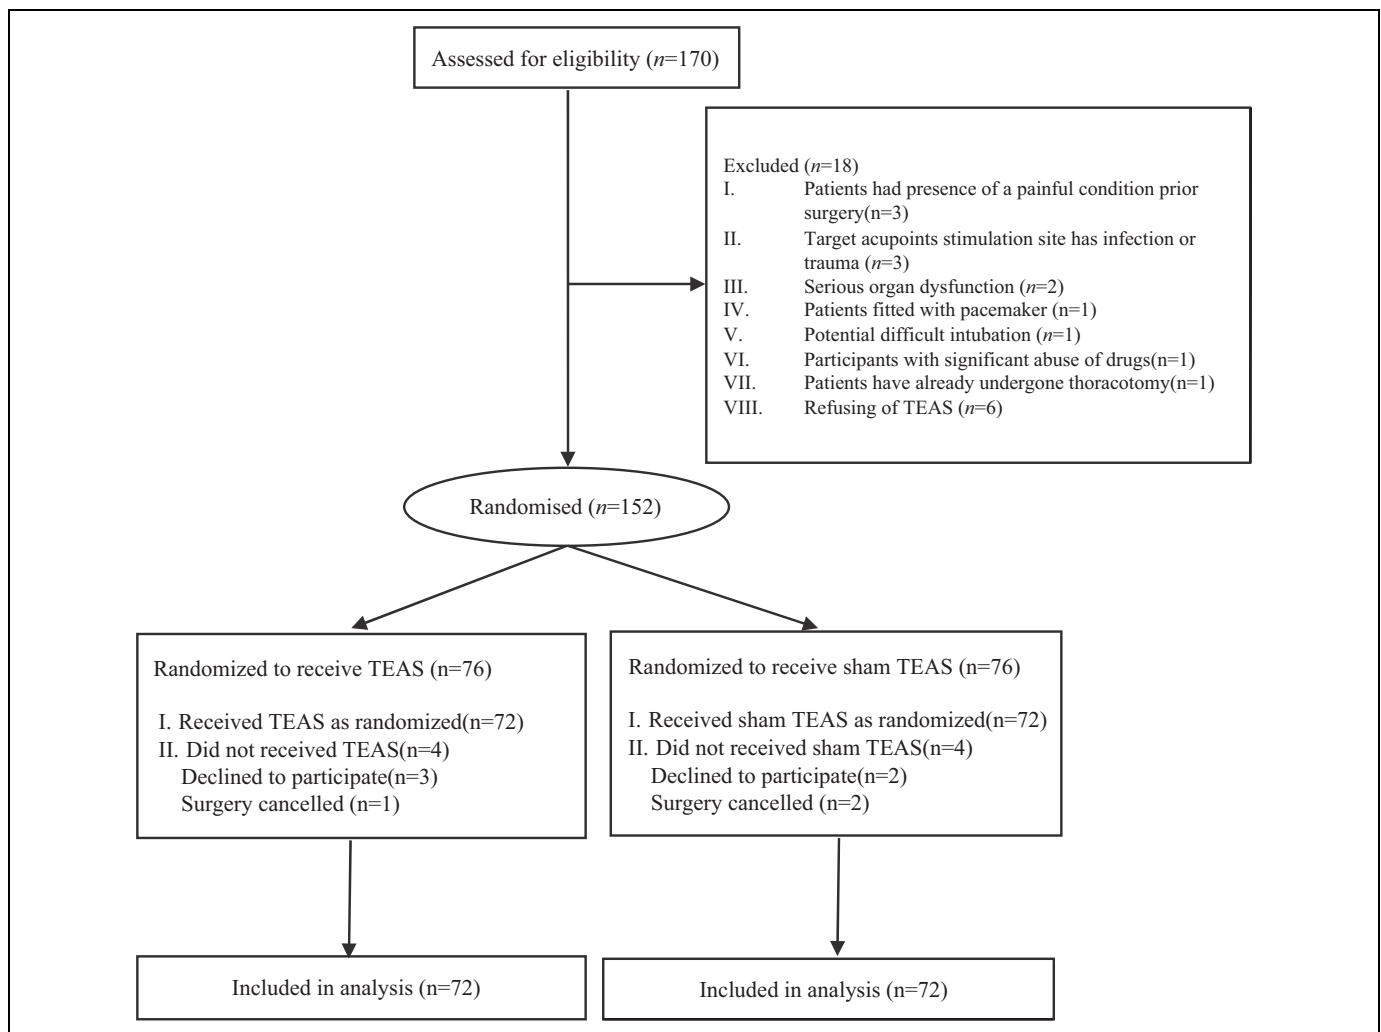 Assessed for eligibility (n=170)
Excluded (n=18)
I. Patients had presence of a painful condition prior
surgery(n=3)
II. Target acupoints stimulation site has infection or
trauma (n=3)
III. Serious organ dysfunction (n=2)
IV. Patients fitted with pacemaker (n=1)
V. Potential difficult intubation (n=1)
VI. Participants with significant abuse of drugs(n=1)
VII. Patients have already undergone thoracotomy(n=1)
VIII. Refusing of TEAS (n=6)
Randomised (n=152)
Randomized to receive TEAS (n=76)
I. Received TEAS as randomized(n=72)
II. Did not received TEAS(n=4)
Declined to participate(n=3)
Surgery cancelled (n=1)
Randomized to receive sham TEAS (n=76)
I. Received sham TEAS as randomized(n=72)
II. Did not received sham TEAS(n=4)
Declined to participate(n=2)
Surgery cancelled (n=2)
Included in analysis (n=72)
Included in analysis (n=72)